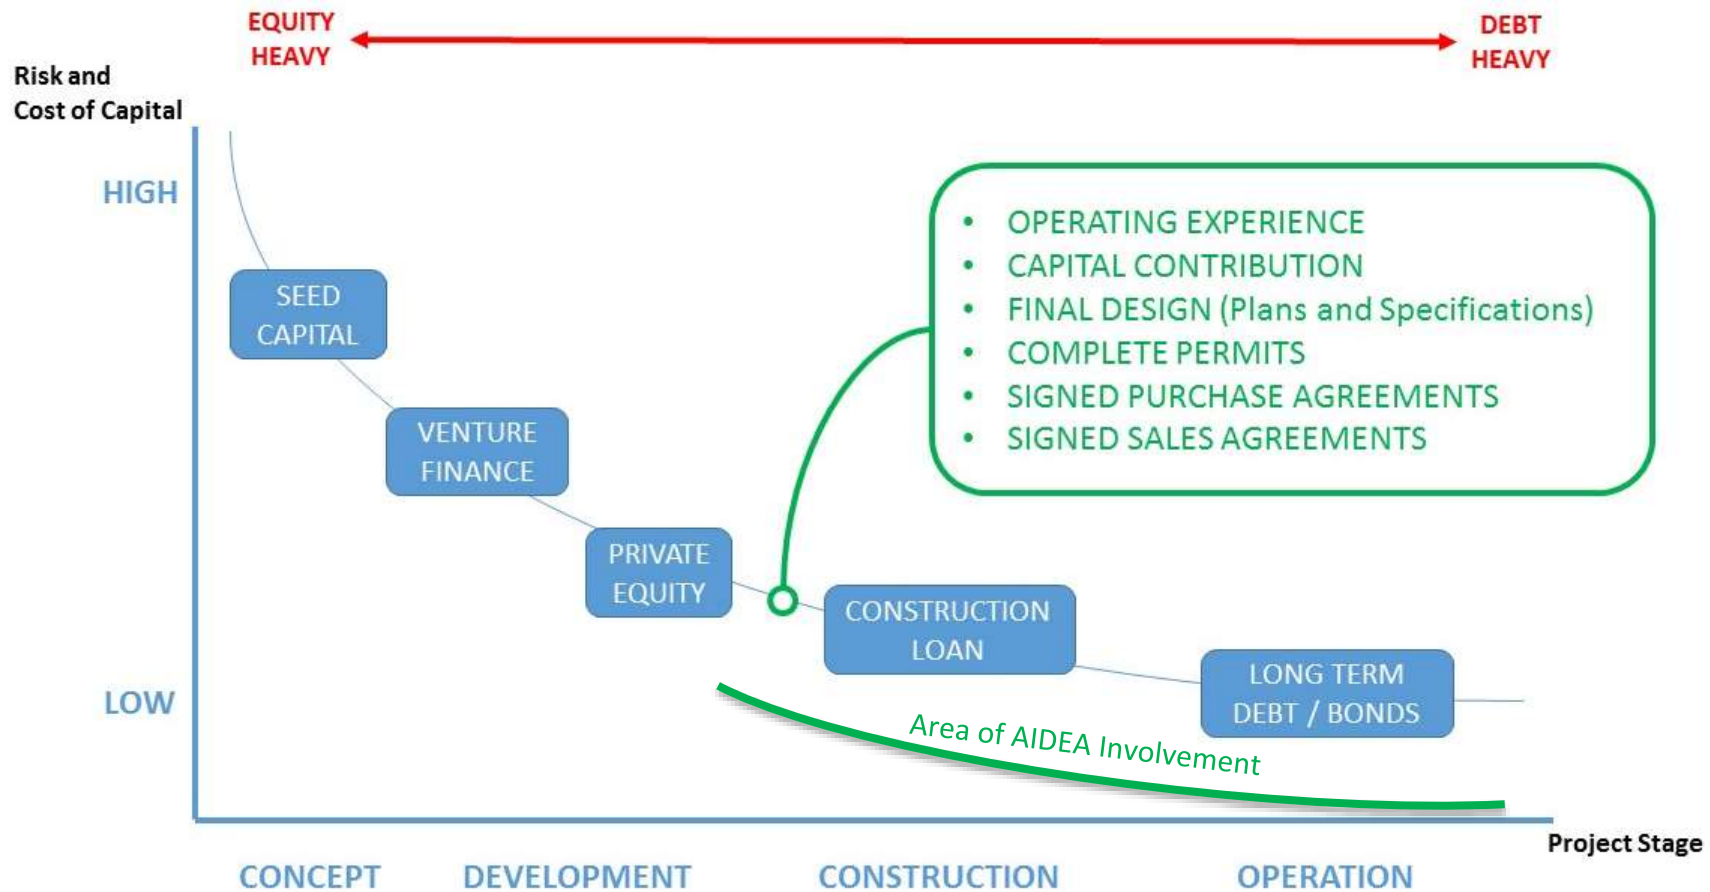 EQUITY
HEAVY
DEBT
HEAVY
Risk and
Cost of Capital
HIGH
LOW
SEED
CAPITAL
VENTURE
FINANCE
PRIVATE
EQUITY
• OPERATING EXPERIENCE
• CAPITAL CONTRIBUTION
• FINAL DESIGN (Plans and Specifications)
• COMPLETE PERMITS
• SIGNED PURCHASE AGREEMENTS
• SIGNED SALES AGREEMENTS
CONSTRUCTION
LOAN
LONG TERM
DEBT / BONDS
Area of AIDEA Involvement
Project Stage
CONCEPT
DEVELOPMENT
CONSTRUCTION
OPERATION